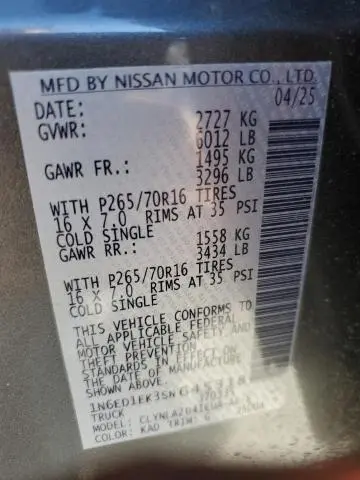 MFD BY NISSAN MOTOR CO., LTD.
DATE: 04/25
GVWR: 2727 KG
6012 LB
GAWR FR.: 1495 KG
3296 LB
WITH P265/70R16 TIRES
16 X 7.0 RIMS AT 35 PSI
COLD SINGLE
GAWR RR.: 1558 KG
3434 LB
WITH P265/70R16 TIRES
16 X 7.0 RIMS AT 35 PSI
COLD SINGLE
THIS VEHICLE CONFORMS TO
ALL APPLICABLE FEDERAL
MOTOR VEHICLE SAFETY AND
THEFT PREVENTION
STANDARDS IN EFFECT ON
THE DATE OF MANUFACTURE
SHOWN ABOVE
1N6ED1EK3SN
TRUCK
COLOR: KAD TRIM: G